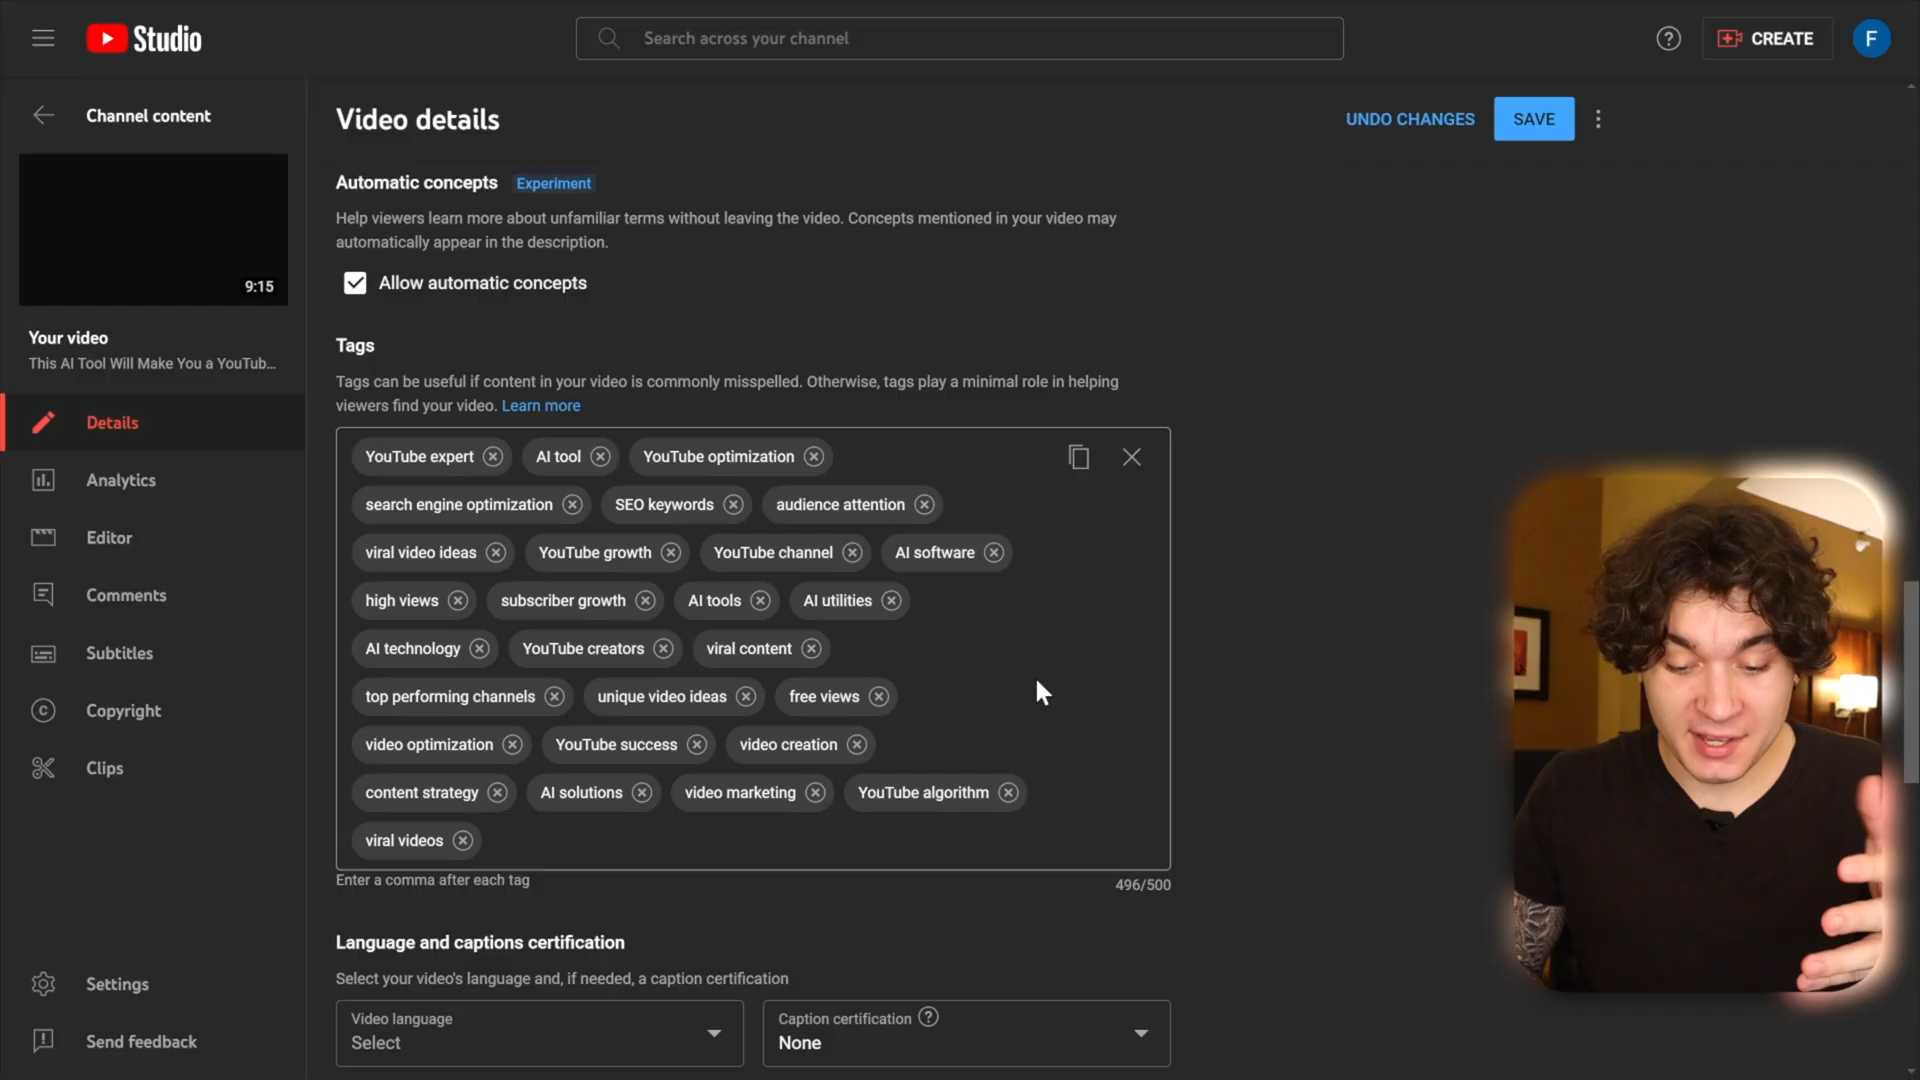 Studio
Search across your channel
CREATE
F
Channel content
9:15
Your video
This AI Tool Will Make You a YouTub...
Details
Analytics
Editor
Comments
Subtitles
Copyright
Clips
Settings
Send feedback
Video details
UNDO CHANGES
SAVE
Automatic concepts Experiment
Help viewers learn more about unfamiliar terms without leaving the video. Concepts mentioned in your video may
automatically appear in the description.
Allow automatic concepts
Tags
Tags can be useful if content in your video is commonly misspelled. Otherwise, tags play a minimal role in helping
viewers find your video. Learn more
YouTube expert AI tool YouTube optimization
search engine optimization SEO keywords audience attention
viral video ideas YouTube growth YouTube channel AI software
high views subscriber growth AI tools AI utilities
AI technology YouTube creators viral content
top performing channels unique video ideas free views
video optimization YouTube success video creation
content strategy AI solutions video marketing YouTube algorithm
viral videos
Enter a comma after each tag 496/500
Language and captions certification
Select your video's language and, if needed, a caption certification
Video language
Select
Caption certification
None